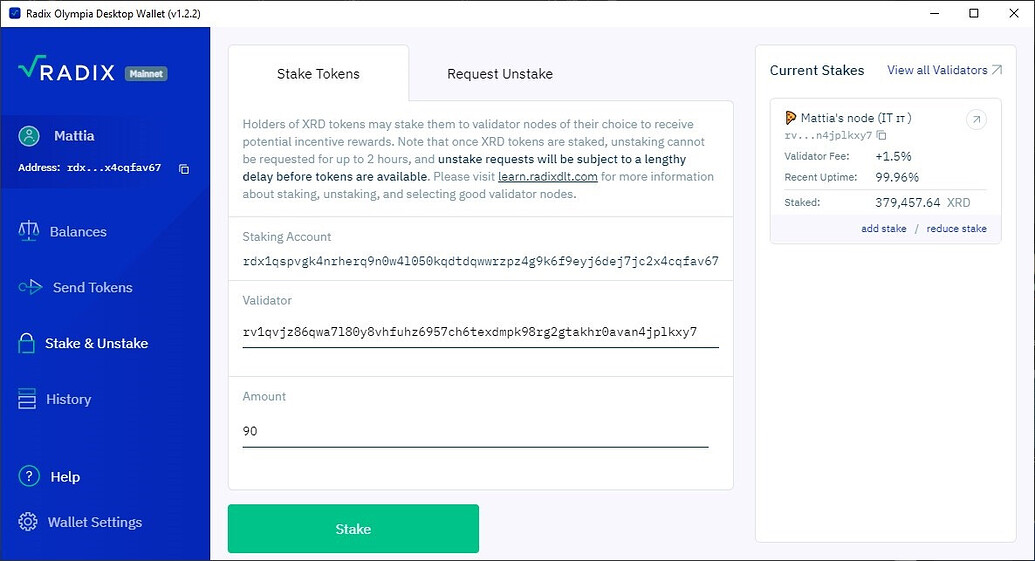 Radix Olympia Desktop Wallet (v1.2.2)
RADIX Mainnet
Mattia
Address: rdx...x4cqfav67
Balances
Send Tokens
Stake & Unstake
History
Help
Wallet Settings
Stake Tokens
Request Unstake
Holders of XRD tokens may stake them to validator nodes of their choice to receive
potential incentive rewards. Note that once XRD tokens are staked, unstaking cannot
be requested for up to 2 hours, and unstake requests will be subject to a lengthy
delay before tokens are available. Please visit learn.radixdlt.com for more information
about staking, unstaking, and selecting good validator nodes.
Staking Account
rdx1qspvgk4nrherq9n0w4l050kqdtdqwwrzpz4g9k6f9eyj6dej7jc2x4cqfav67
Validator
rv1qvjz86qwa7l80y8vhfuhz6957ch6texdmpk98rg2gtakhr0avan4jplkxy7
Amount
90
Stake
Current Stakes
View all Validators
Mattia's node (IT ɪᴛ)
rv...n4jplkxy7
Validator Fee: +1.5%
Recent Uptime: 99.96%
Staked: 379,457.64 XRD
add stake / reduce stake